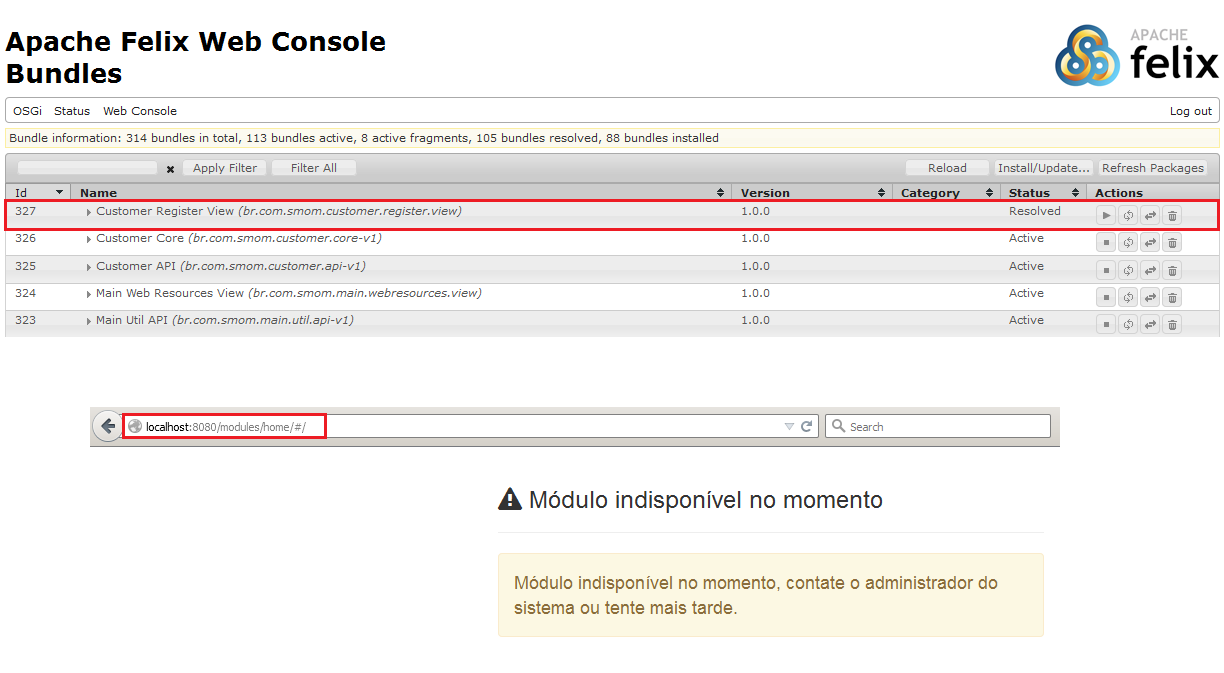 Apache Felix Web Console
Bundles
APACHE
felix
OSGi Status Web Console Log out
Bundle information: 314 bundles in total, 113 bundles active, 8 active fragments, 105 bundles resolved, 88 bundles installed
Apply Filter Filter All Reload Install/Update... Refresh Packages
Id Name Version Category Status Actions
327 Customer Register View (br.com.smom.customer.register.view) 1.0.0 Resolved
326 Customer Core (br.com.smom.customer.core-v1) 1.0.0 Active
325 Customer API (br.com.smom.customer.api-v1) 1.0.0 Active
324 Main Web Resources View (br.com.smom.main.webresources.view) 1.0.0 Active
323 Main Util API (br.com.smom.main.util.api-v1) 1.0.0 Active
localhost:8080/modules/home/#/ Search
Módulo indisponível no momento
Módulo indisponível no momento, contate o administrador do
sistema ou tente mais tarde.